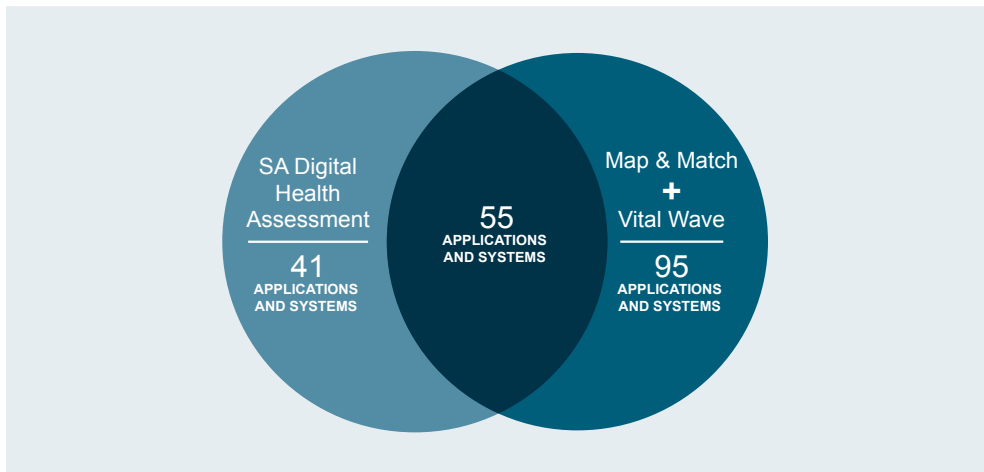 SA Digital
Health
Assessment
41
APPLICATIONS
AND SYSTEMS
55
APPLICATIONS
AND SYSTEMS
Map & Match
+
Vital Wave
95
APPLICATIONS
AND SYSTEMS